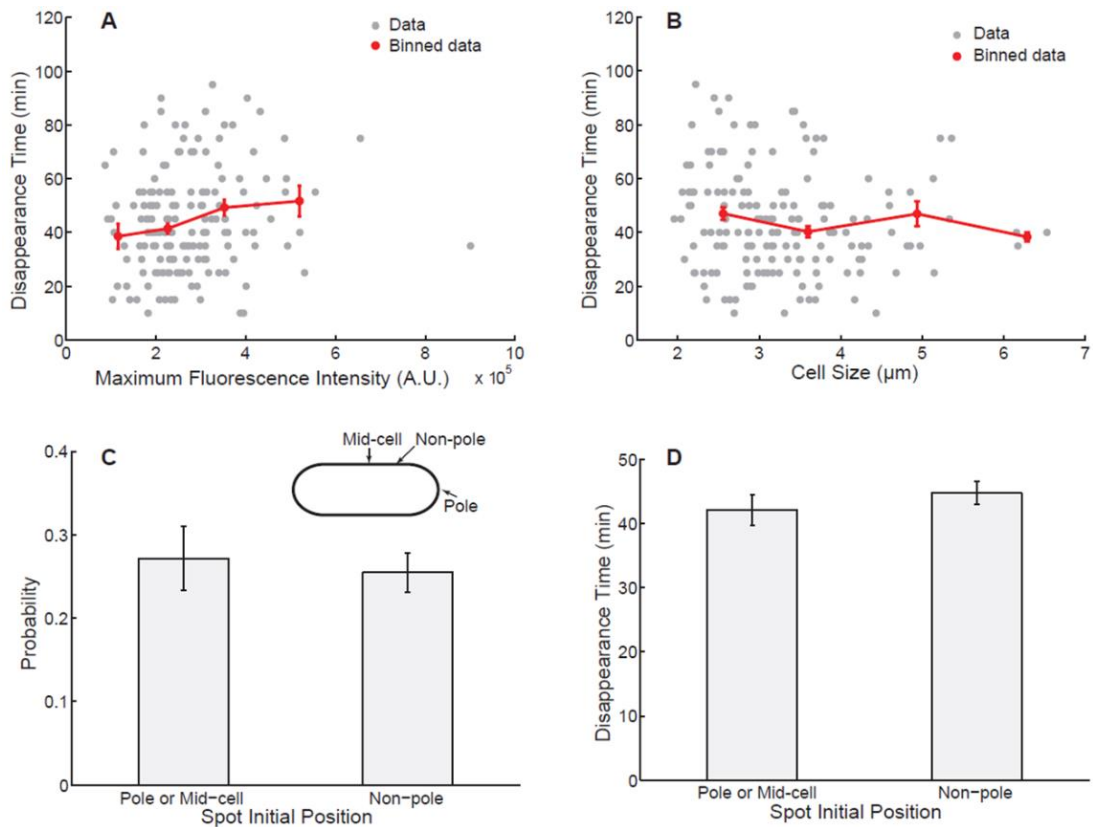 A
120
100
80
60
40
20
0
Disappearance Time (min)
Data
Binned data
0 2 4 6 8 10
Maximum Fluorescence Intensity (A.U.) x 10⁵
B
120
100
80
60
40
20
0
Disappearance Time (min)
Data
Binned data
2 3 4 5 6 7
Cell Size (µm)
C
0.4
0.3
0.2
0.1
0
Probability
Mid-cell Non-pole
Pole
Pole or Mid−cell Non−pole
Spot Initial Position
D
50
40
30
20
10
0
Disappearance Time (min)
Pole or Mid−cell Non−pole
Spot Initial Position